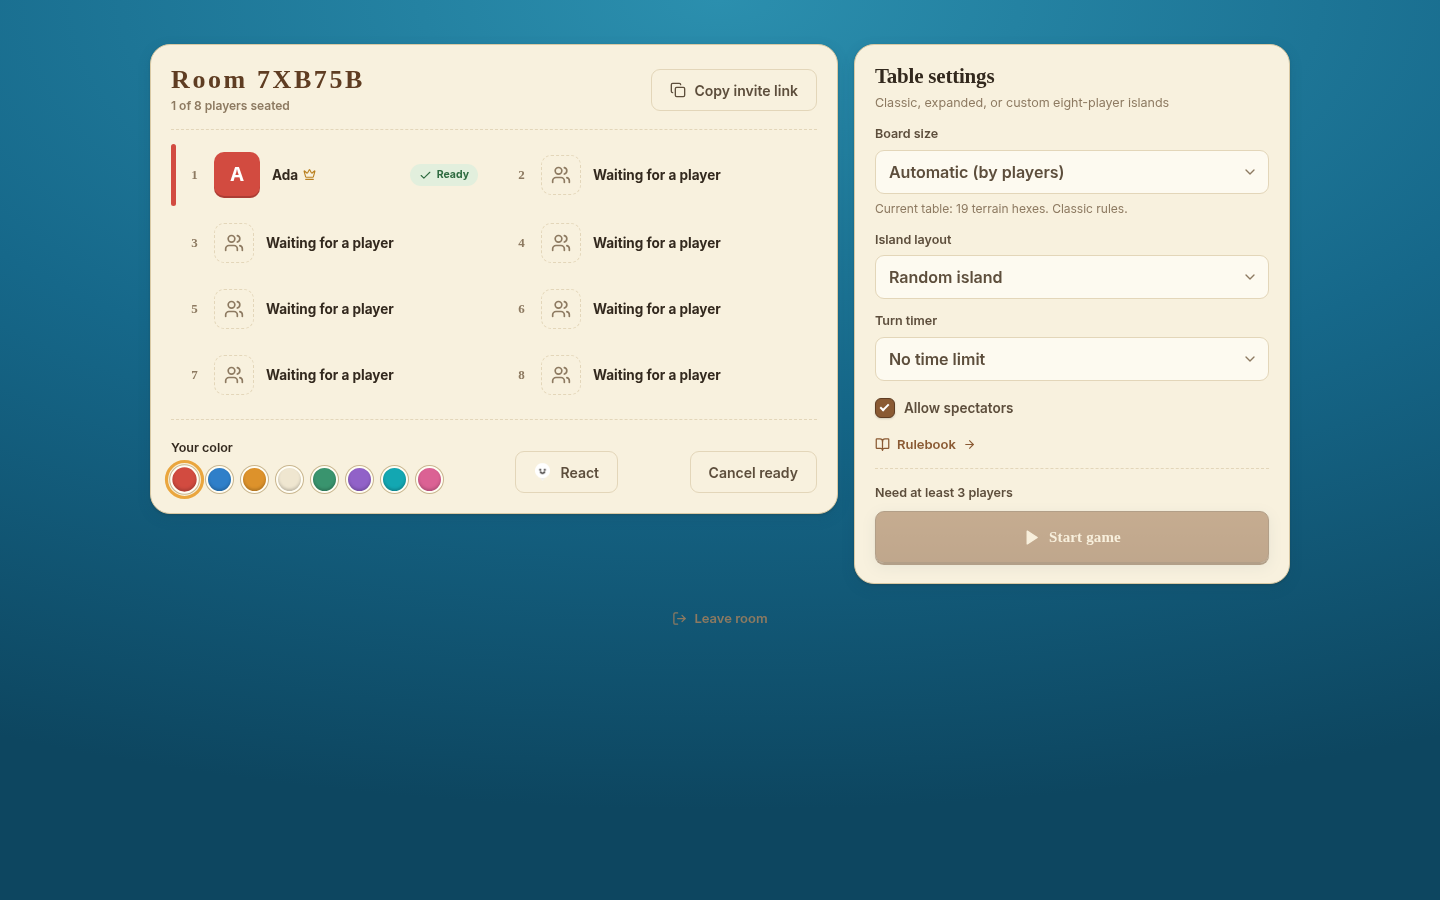 Room 7XB75B
1 of 8 players seated
Copy invite link
1
A
Ada
Ready
2
Waiting for a player
3
Waiting for a player
4
Waiting for a player
5
Waiting for a player
6
Waiting for a player
7
Waiting for a player
8
Waiting for a player
Your color
React
Cancel ready
Table settings
Classic, expanded, or custom eight-player islands
Board size
Automatic (by players)
Current table: 19 terrain hexes. Classic rules.
Island layout
Random island
Turn timer
No time limit
Allow spectators
Rulebook
Need at least 3 players
Start game
Leave room